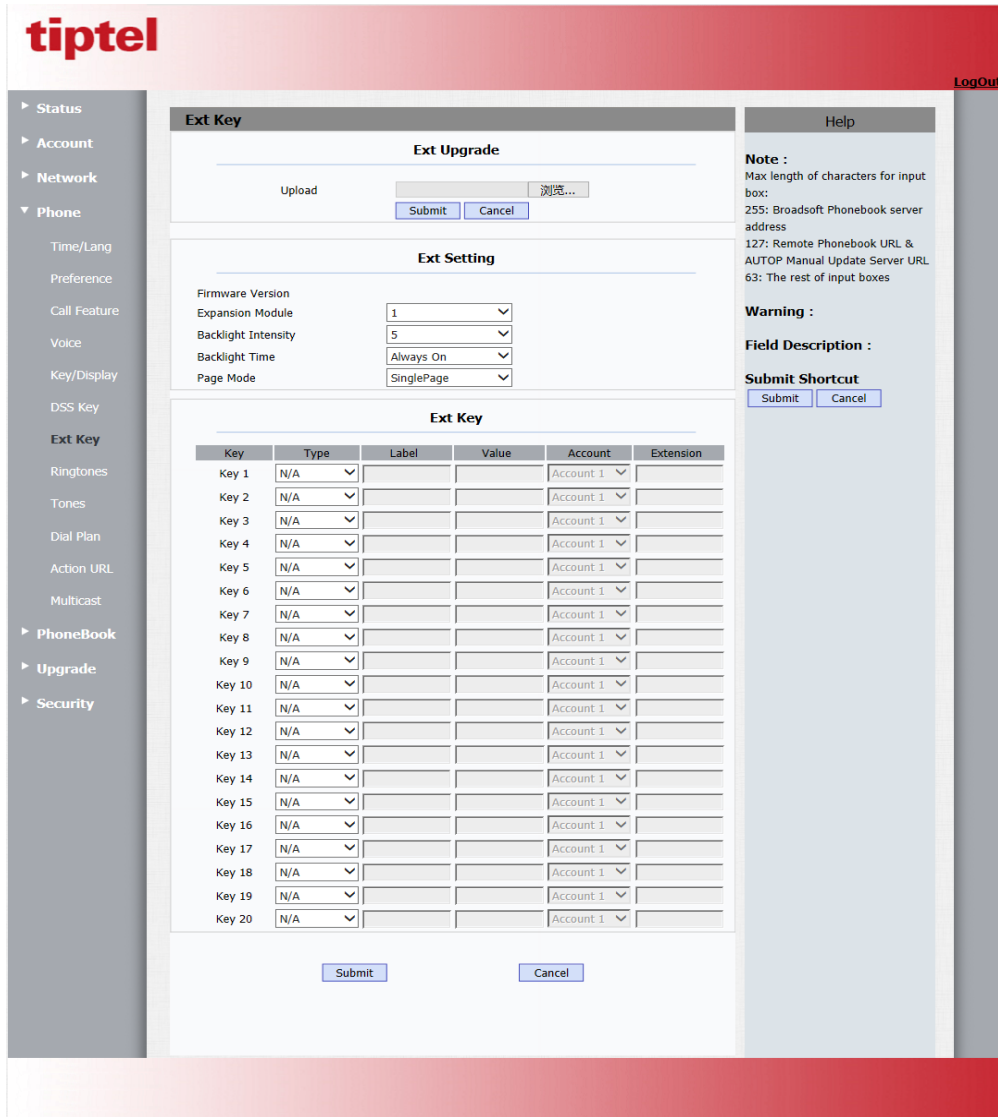 tiptel
LogOut
Status
Account
Network
Phone
Time/Lang
Preference
Call Feature
Voice
Key/Display
DSS Key
Ext Key
Ringtones
Tones
Dial Plan
Action URL
Multicast
PhoneBook
Upgrade
Security
Ext Key
Ext Upgrade
Upload 浏览...
Submit Cancel
Ext Setting
Firmware Version
Expansion Module 1
Backlight Intensity 5
Backlight Time Always On
Page Mode SinglePage
Ext Key
Key Type Label Value Account Extension
Key 1 N/A Account 1
Key 2 N/A Account 1
Key 3 N/A Account 1
Key 4 N/A Account 1
Key 5 N/A Account 1
Key 6 N/A Account 1
Key 7 N/A Account 1
Key 8 N/A Account 1
Key 9 N/A Account 1
Key 10 N/A Account 1
Key 11 N/A Account 1
Key 12 N/A Account 1
Key 13 N/A Account 1
Key 14 N/A Account 1
Key 15 N/A Account 1
Key 16 N/A Account 1
Key 17 N/A Account 1
Key 18 N/A Account 1
Key 19 N/A Account 1
Key 20 N/A Account 1
Submit Cancel
Help
Note :
Max length of characters for input
box:
255: Broadsoft Phonebook server
address
127: Remote Phonebook URL &
AUTOP Manual Update Server URL
63: The rest of input boxes
Warning :
Field Description :
Submit Shortcut
Submit Cancel